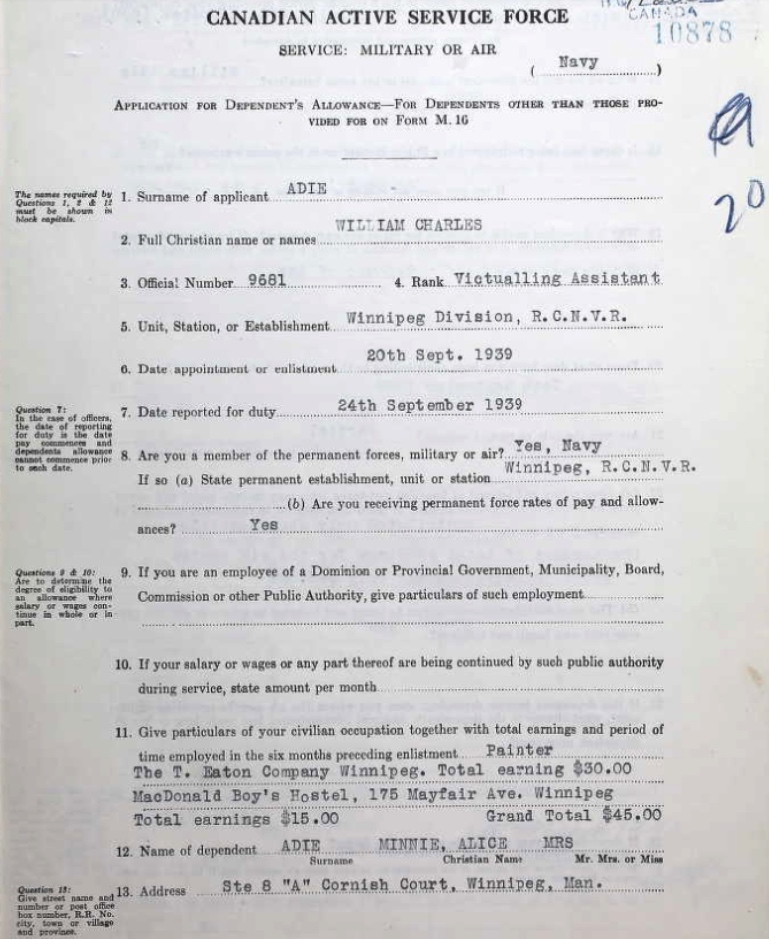 CANADA
10878
CANADIAN ACTIVE SERVICE FORCE
SERVICE: MILITARY OR AIR
( Navy )
APPLICATION FOR DEPENDENT'S ALLOWANCE—FOR DEPENDENTS OTHER THAN THOSE PRO-
VIDED FOR ON FORM M. 16
20
The names required by
Questions 1, 2 & 12
must be shown in
block capitals.
1. Surname of applicant ADIE
2. Full Christian name or names WILLIAM CHARLES
3. Official Number 9681 4. Rank Victualling Assistant
5. Unit, Station, or Establishment Winnipeg Division, R.C.N.V.R.
6. Date appointment or enlistment 20th Sept. 1939
Question 7:
In the case of officers,
the date of reporting
for duty is the date
pay commences and
dependents allowance
cannot commence prior
to such date.
7. Date reported for duty 24th September 1939
8. Are you a member of the permanent forces, military or air? Yes, Navy
If so (a) State permanent establishment, unit or station Winnipeg, R.C.N.V.R.
(b) Are you receiving permanent force rates of pay and allow-
ances? Yes
Questions 9 & 10:
Are to determine the
degree of eligibility to
an allowance where
salary or wages con-
tinue in whole or in
part.
9. If you are an employee of a Dominion or Provincial Government, Municipality, Board,
Commission or other Public Authority, give particulars of such employment
10. If your salary or wages or any part thereof are being continued by such public authority
during service, state amount per month
11. Give particulars of your civilian occupation together with total earnings and period of
time employed in the six months preceding enlistment Painter
The T. Eaton Company Winnipeg. Total earning $30.00
MacDonald Boy's Hostel, 175 Mayfair Ave. Winnipeg
Total earnings $15.00 Grand Total $45.00
12. Name of dependent ADIE MINNIE, ALICE MRS
Surname Christian Name Mr. Mrs. or Miss
Question 13:
Give street name and
number or post office
box number, R.R. No.
city, town or village
and province.
13. Address Ste 8 "A" Cornish Court, Winnipeg, Man.